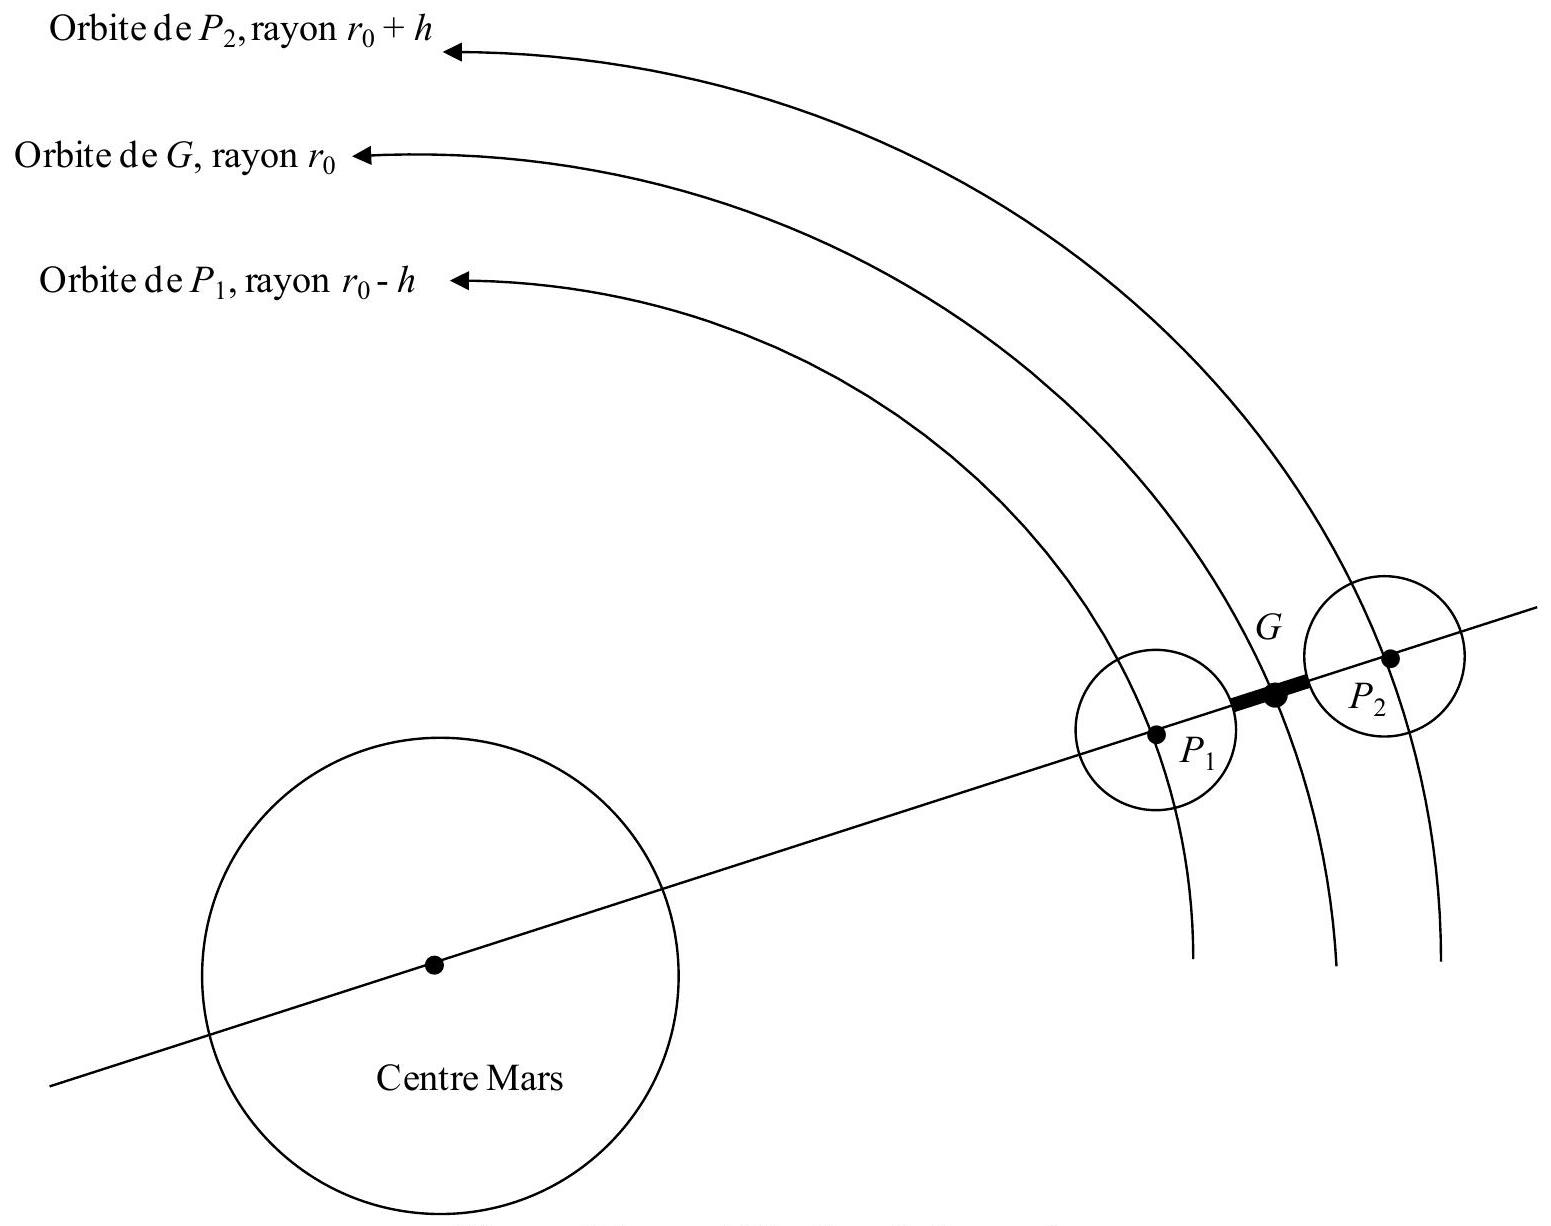 Orbite de P₂, rayon r₀ + h
Orbite de G, rayon r₀
Orbite de P₁, rayon r₀ - h
G
P₂
P₁
Centre Mars